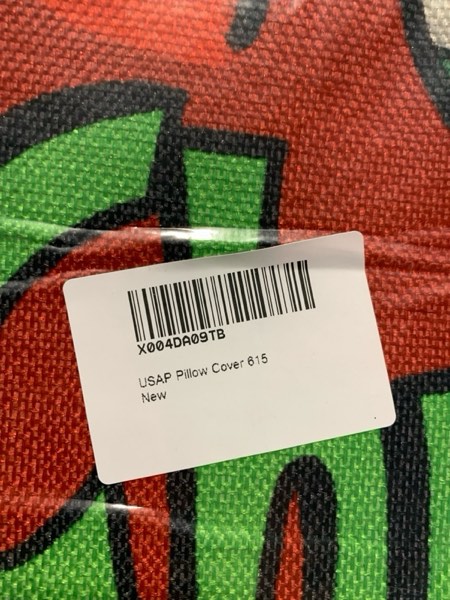 X004DA09TB
USAP Pillow Cover 615
New